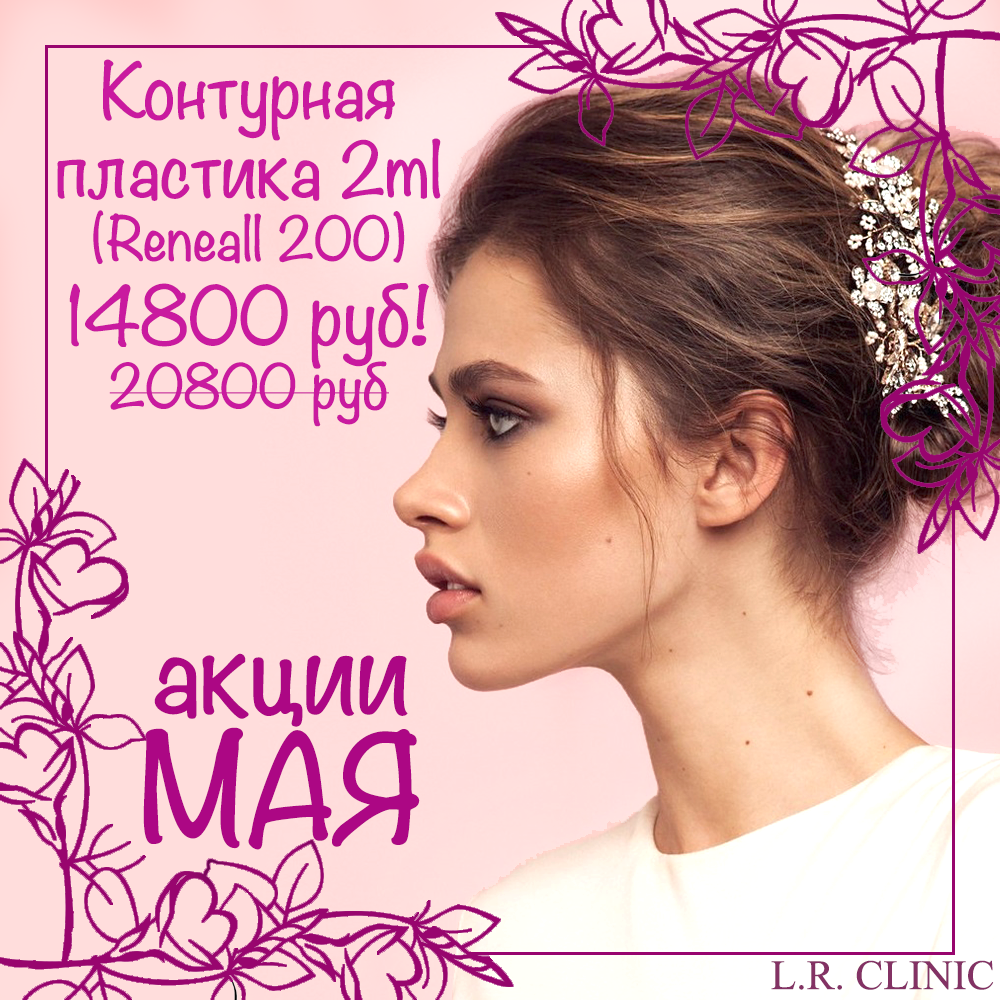 Контурная
пластика 2ml
(Reneall 200)
14800 руб!
20800 руб
акции
МАЯ
L.R. CLINIC